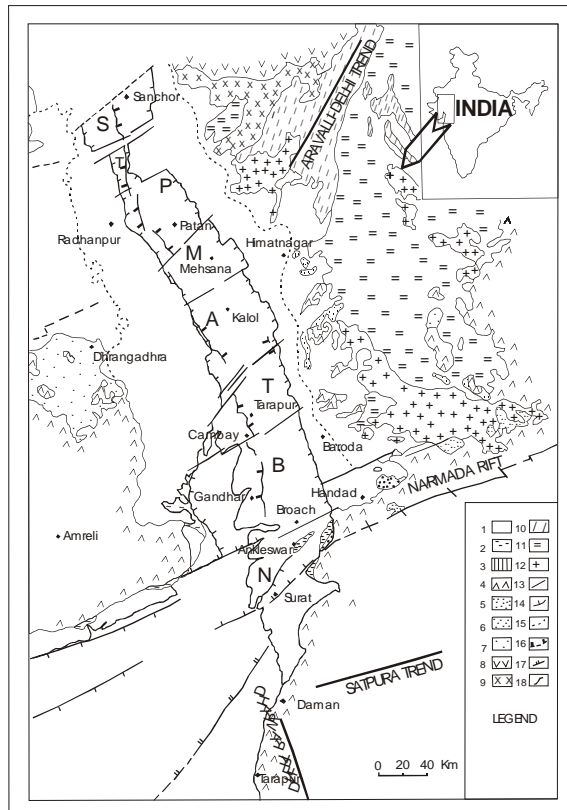 Sanchor
S
T
P
Radhanpur
Patan
M
Mehsana
Himatnagar
ARAVALLI-DELHI TREND
INDIA
A
Kalol
Dhrangadhra
T
Tarapur
Cambay
Baroda
B
Gandhar
Handad
NARMADA RIFT
Broach
Amreli
Ankleswar
N
Surat
SATPURA TREND
Daman
Tarapur
0 20 40 Km
1 10
2 11
3 12
4 13
5 14
6 15
7 16
8 17
9 18
LEGEND